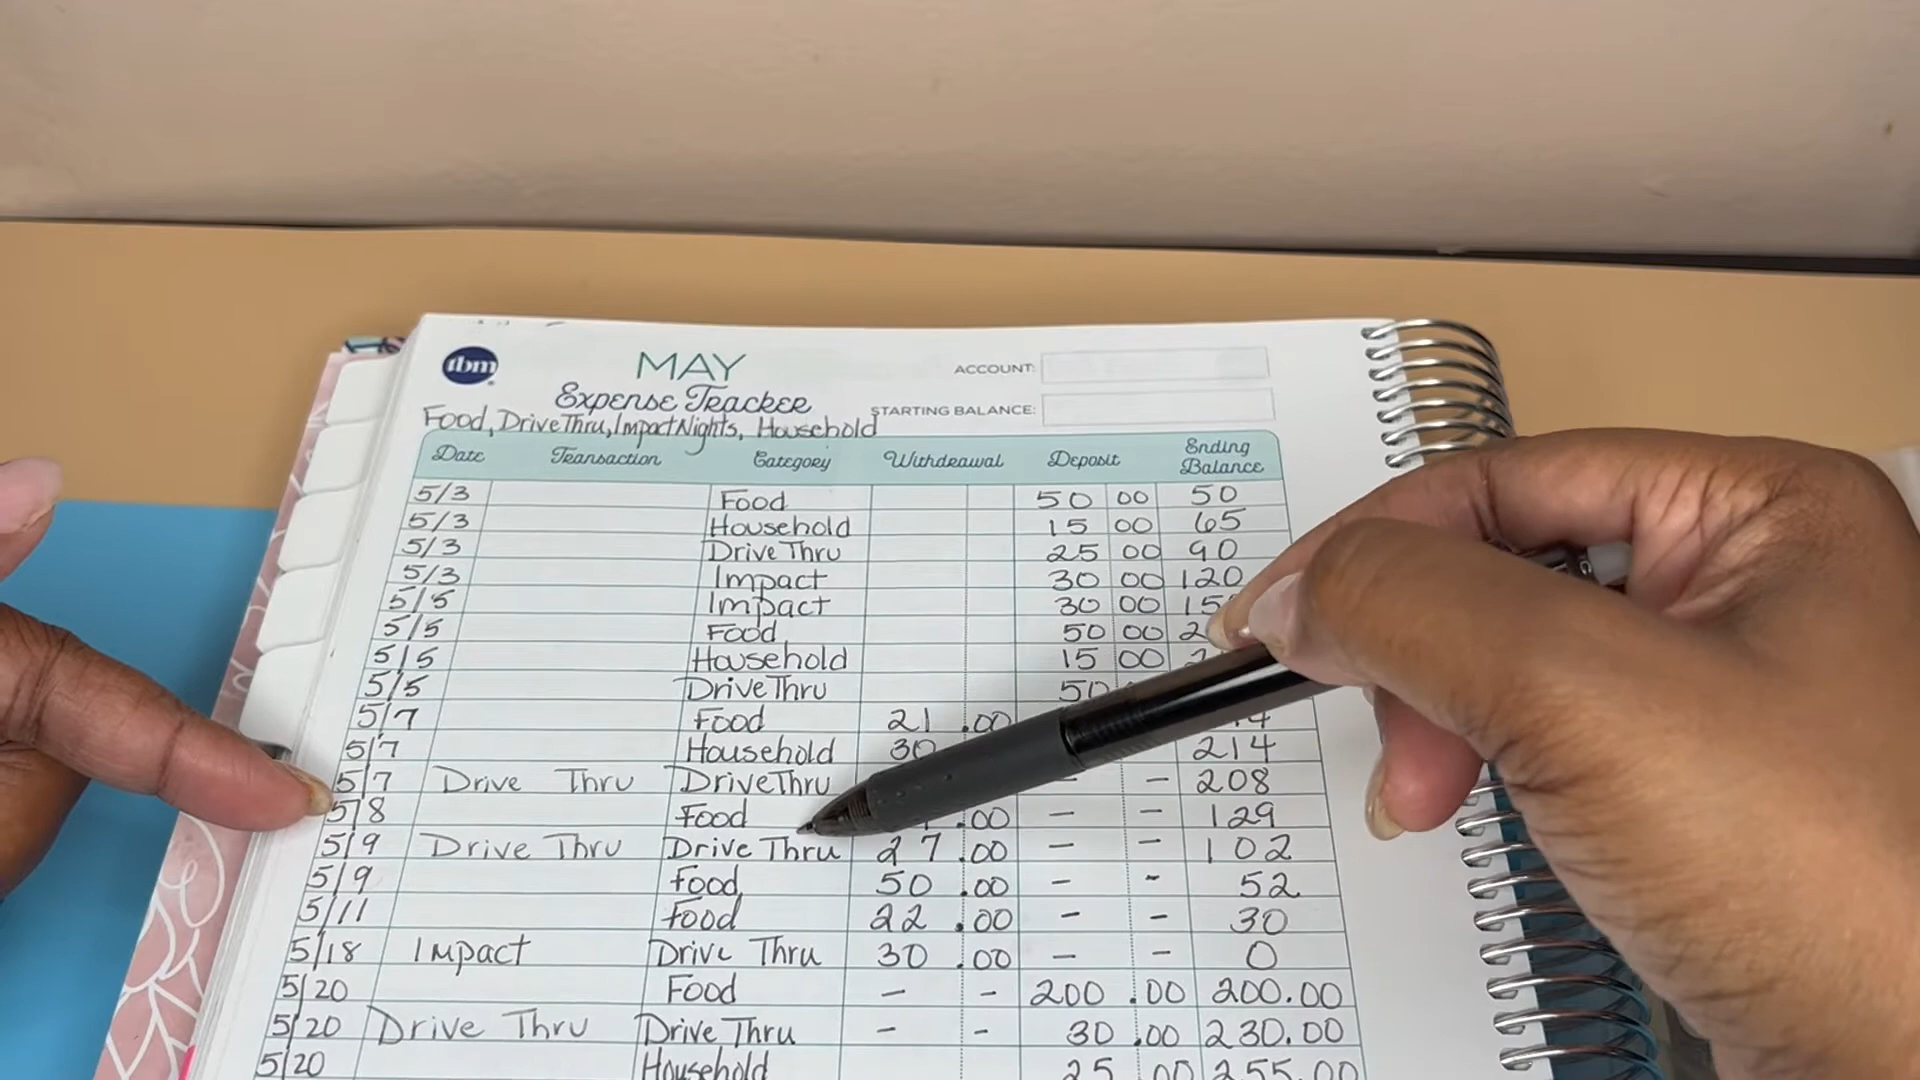 tbm
MAY
Expense Tracker
ACCOUNT:
STARTING BALANCE:
Food, Drive Thru, Impact Nights, Household
Date Transaction Category Withdrawal Deposit Ending Balance
5/3 Food 50 00 50
5/3 Household 15 00 65
5/3 Drive Thru 25 00 90
5/3 Impact 30 00 120
5/5 Impact 30 00
5/5 Food 50 00
5/5 Household 15 00
5/5 Drive Thru 50
5/7 Food 21 .00
5/7 Household 30 214
5/7 Drive Thru Drive Thru - - 208
5/8 Food .00 - - 129
5/9 Drive Thru Drive Thru 27 .00 - - 102
5/9 Food 50 .00 - - 52
5/11 Food 22 .00 - - 30
5/18 Impact Drive Thru 30 .00 - - 0
5/20 Food - - 200 .00 200.00
5/20 Drive Thru Drive Thru - - 30 .00 230.00
5/20 Household 25 .00 255.00